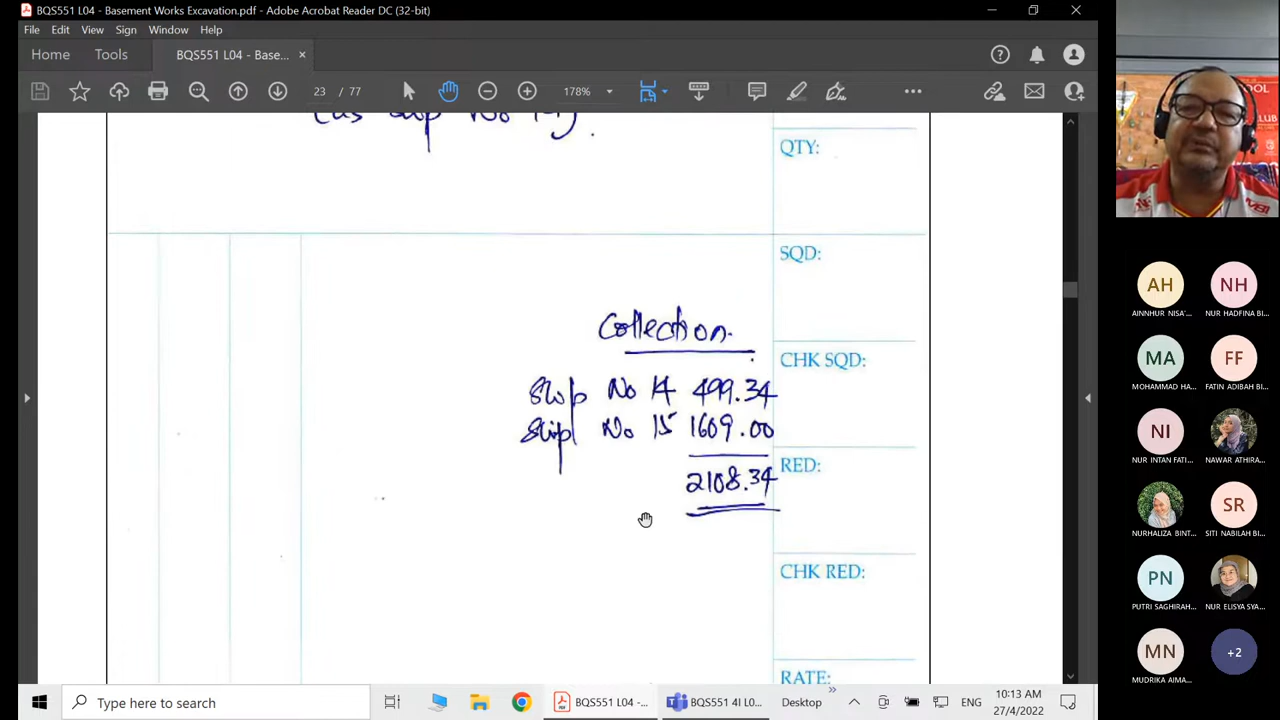 BQS551 L04 - Basement Works Excavation.pdf - Adobe Acrobat Reader DC (32-bit)
File Edit View Sign Window Help
Home Tools BQS551 L04 - Base... ×
23 / 77 178%
QTY:
SQD:
Collection
CHK SQD:
Slip No 14 499.34
Slip No 15 1609.00
RED:
2108.34
CHK RED:
RATE:
AH NH
AINNHUR NISA'... NUR HADFINA BI...
MA FF
MOHAMMAD HA... FATIN ADIBAH BI...
NI
NUR INTAN FATI... NAWAR ATHIRA...
SR
NURHALIZA BINT... SITI NABILAH BI...
PN
PUTRI SAGHIRAH... NUR ELISYA SYA...
MN +2
MUDRIKA AIMA...
Type here to search
BQS551 L04 - ... BQS551 4I L0... Desktop » ENG 10:13 AM
27/4/2022